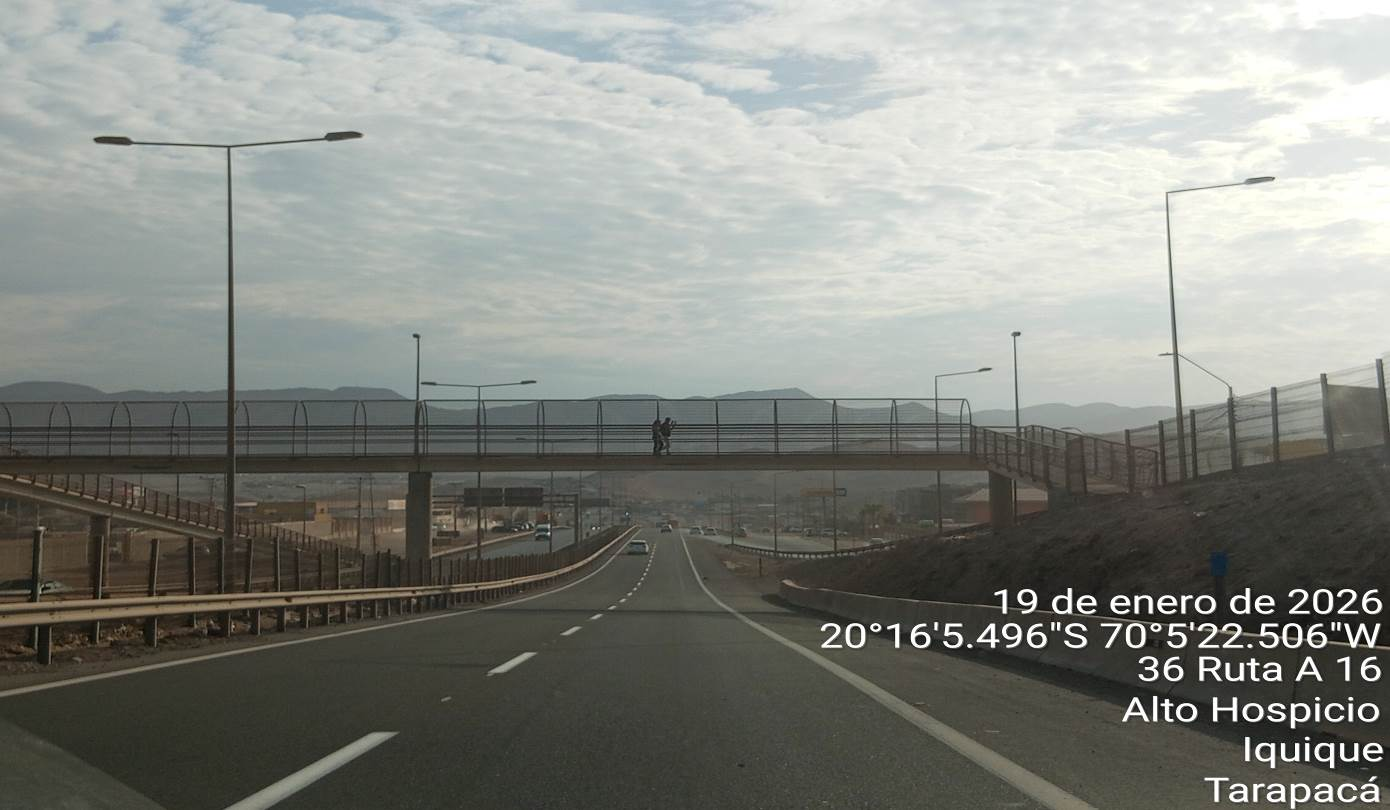 19 de enero de 2026
20°16'5.496"S 70°5'22.506"W
36 Ruta A 16
Alto Hospicio
Iquique
Tarapacá